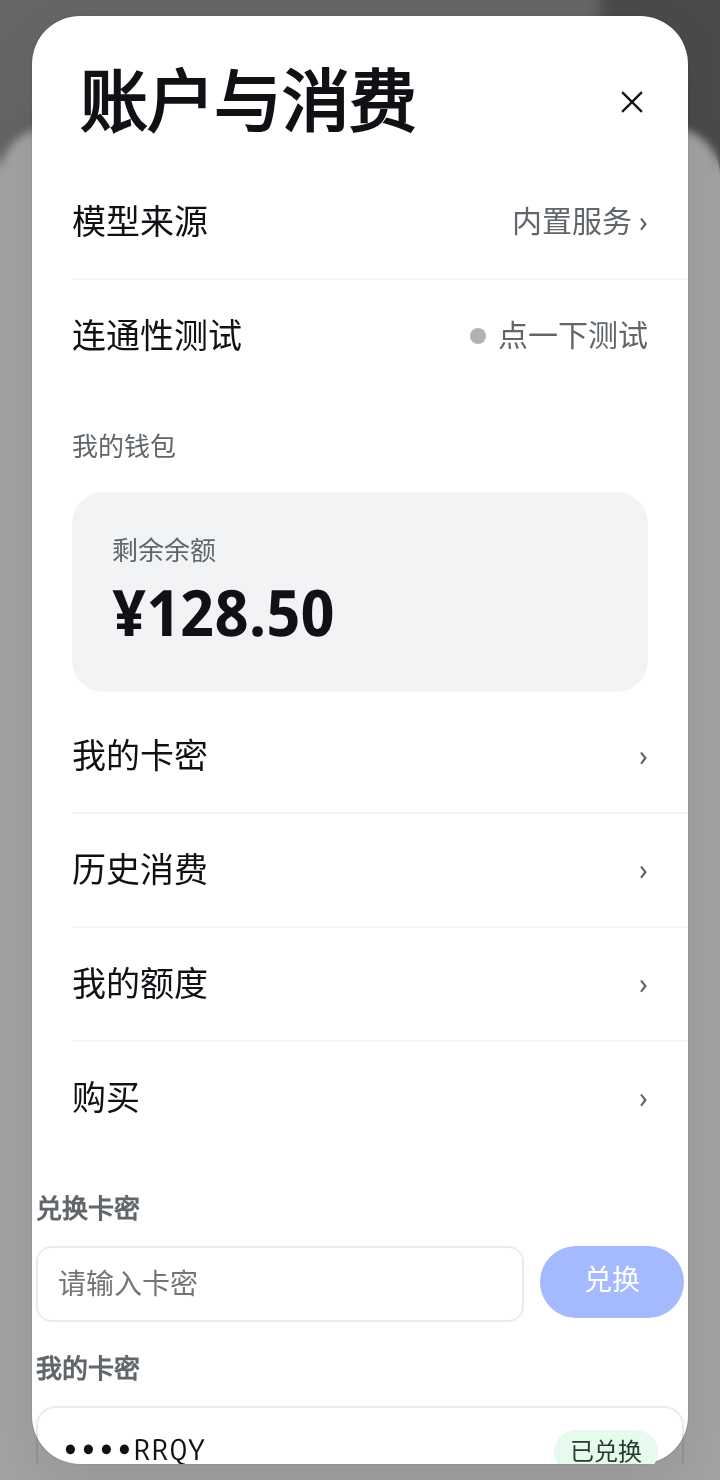 账户与消费 ×
模型来源 内置服务 ›
连通性测试 点一下测试
我的钱包
剩余余额
¥128.50
我的卡密 ›
历史消费 ›
我的额度 ›
购买 ›
兑换卡密
请输入卡密 兑换
我的卡密
••••RRQY 已兑换